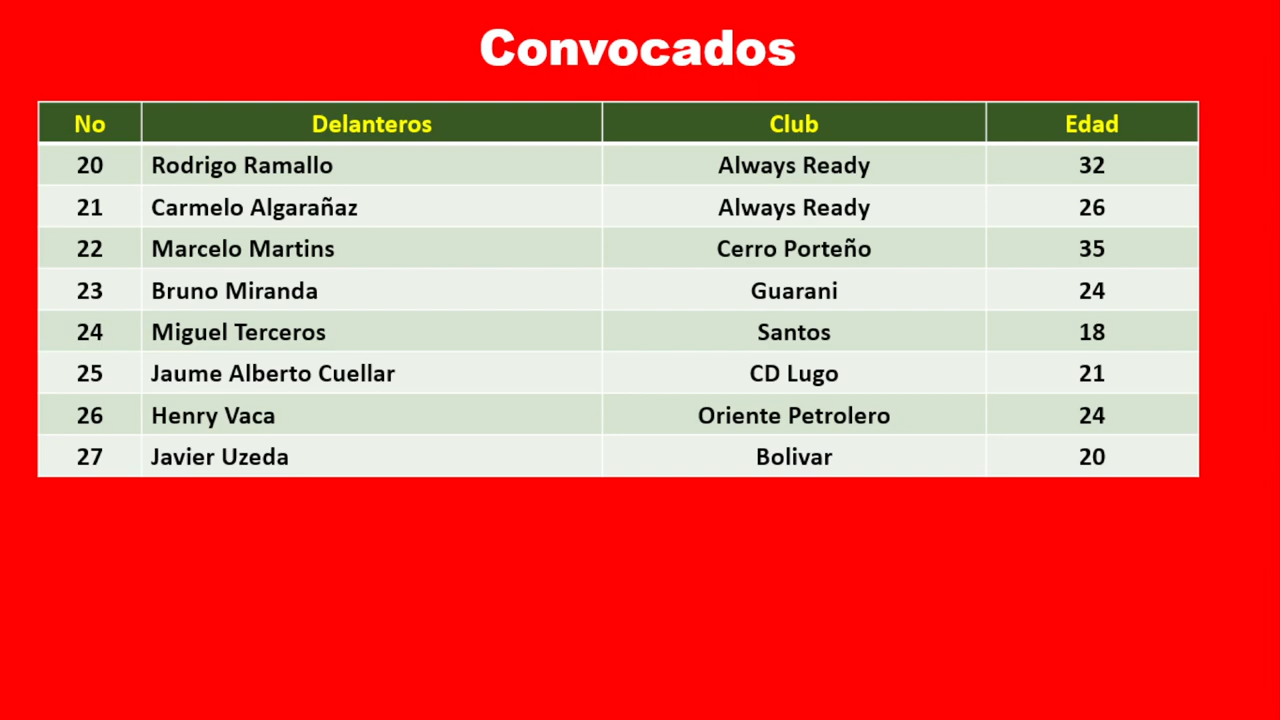 Convocados
No Delanteros Club Edad
20 Rodrigo Ramallo Always Ready 32
21 Carmelo Algarañaz Always Ready 26
22 Marcelo Martins Cerro Porteño 35
23 Bruno Miranda Guarani 24
24 Miguel Terceros Santos 18
25 Jaume Alberto Cuellar CD Lugo 21
26 Henry Vaca Oriente Petrolero 24
27 Javier Uzeda Bolivar 20